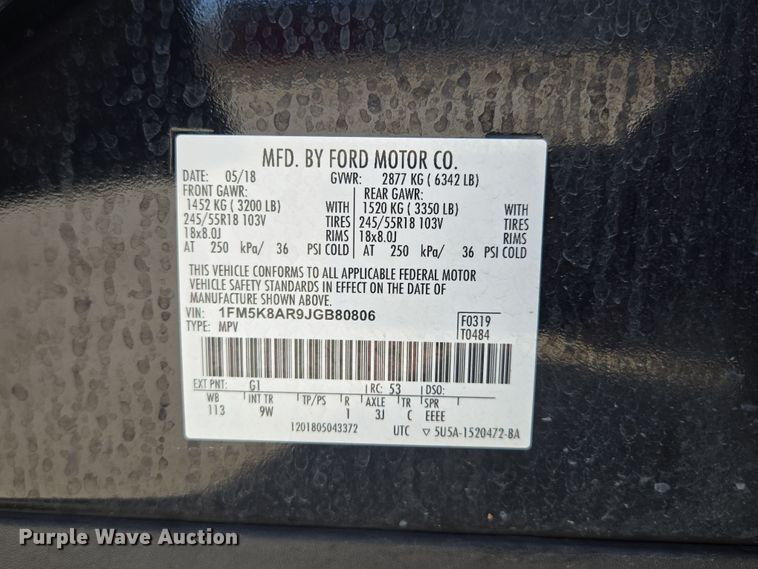 MFD. BY FORD MOTOR CO.
DATE: 05/18 GVWR: 2877 KG ( 6342 LB)
FRONT GAWR: REAR GAWR:
1452 KG ( 3200 LB) WITH 1520 KG ( 3350 LB) WITH
245/55R18 103V TIRES 245/55R18 103V TIRES
18x8.0J RIMS 18x8.0J RIMS
AT 250 kPa/ 36 PSI COLD AT 250 kPa/ 36 PSI COLD
THIS VEHICLE CONFORMS TO ALL APPLICABLE FEDERAL MOTOR
VEHICLE SAFETY STANDARDS IN EFFECT ON THE DATE OF
MANUFACTURE SHOWN ABOVE.
VIN: 1FM5K8AR9JGB80806 F0319
TYPE: MPV T0484
EXT PNT: G1 RC: 53 DSO:
WB INT TR TP/PS R AXLE TR SPR
113 9W 1 3J C EEEE
1201805043372 UTC ▽ 5U5A-1520472-BA
Purple Wave Auction